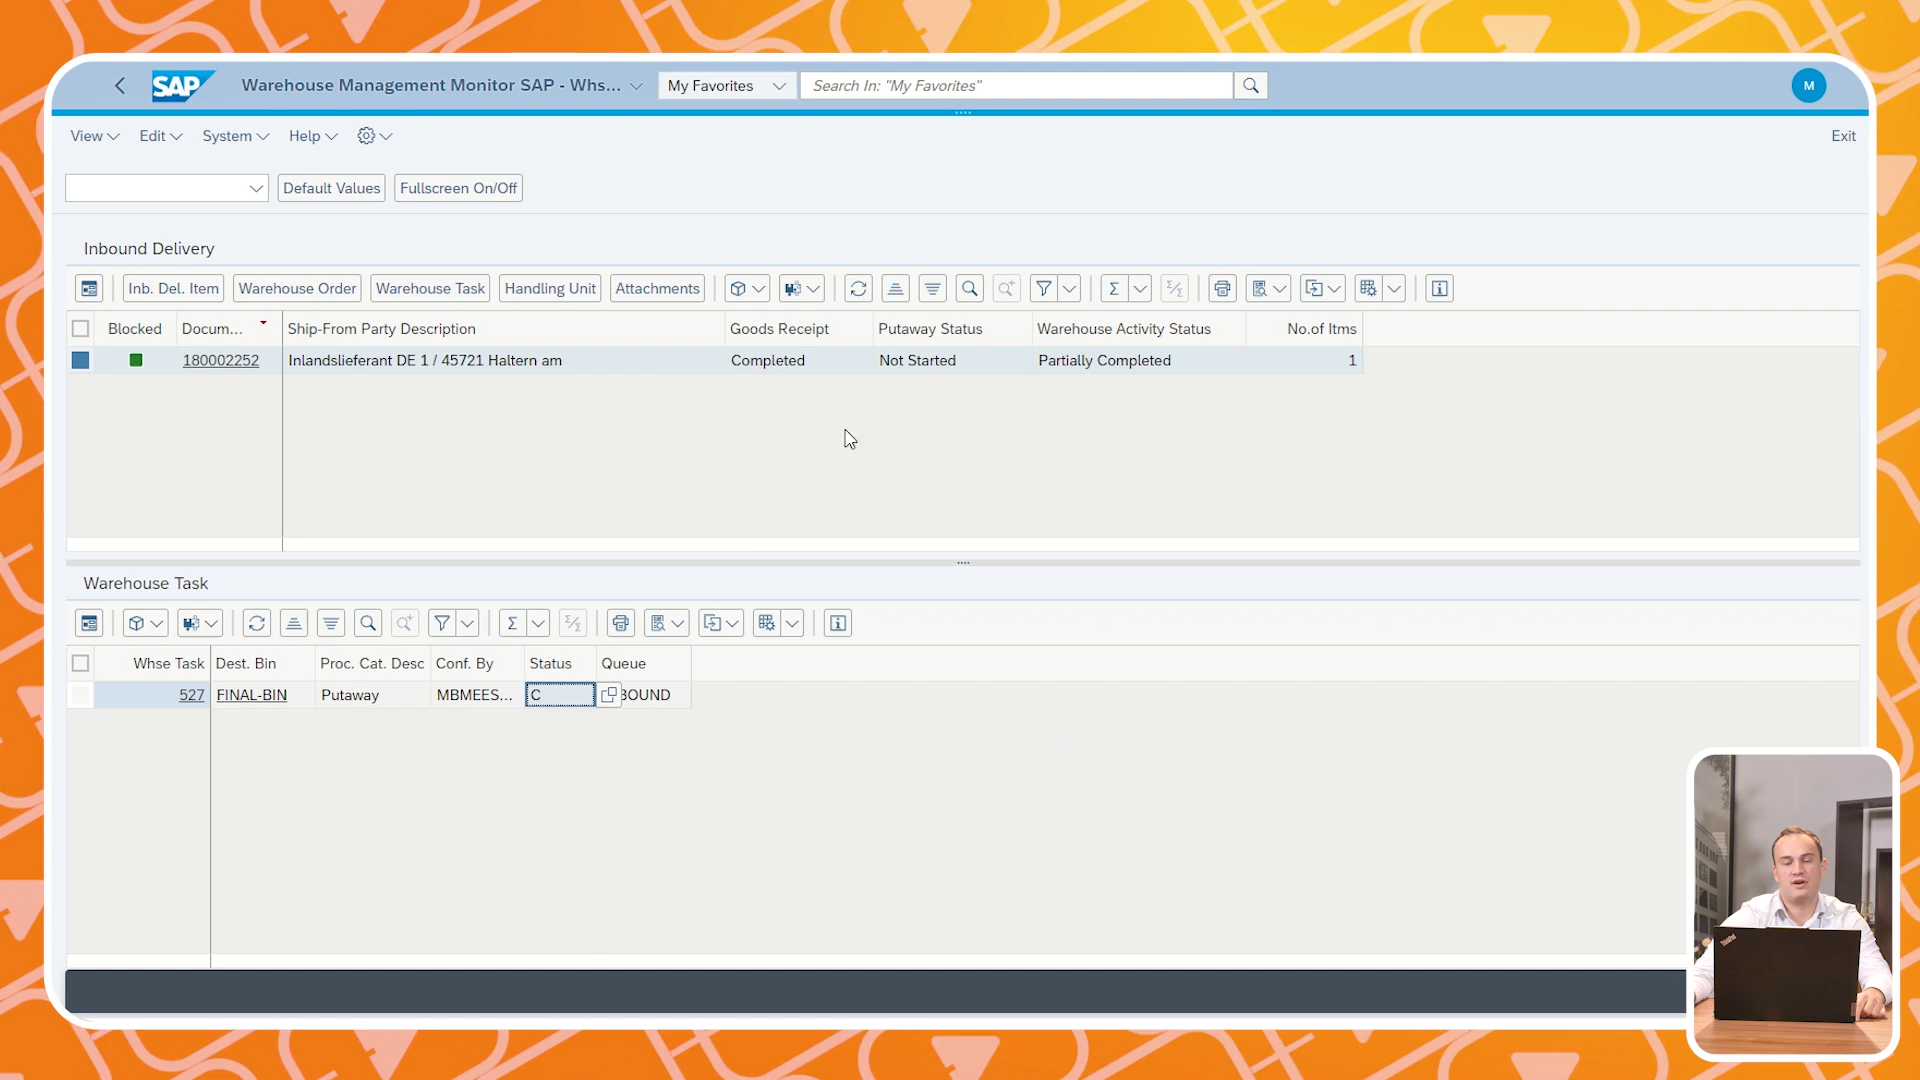 SAP Warehouse Management Monitor SAP - Whs... My Favorites Search In: "My Favorites" M
View Edit System Help Exit
Default Values Fullscreen On/Off
Inbound Delivery
Inb. Del. Item Warehouse Order Warehouse Task Handling Unit Attachments
Blocked Docum... Ship-From Party Description Goods Receipt Putaway Status Warehouse Activity Status No.of Itms
180002252 Inlandslieferant DE 1 / 45721 Haltern am Completed Not Started Partially Completed 1
Warehouse Task
Whse Task Dest. Bin Proc. Cat. Desc Conf. By Status Queue
527 FINAL-BIN Putaway MBMEES... C BOUND
ThinkPad